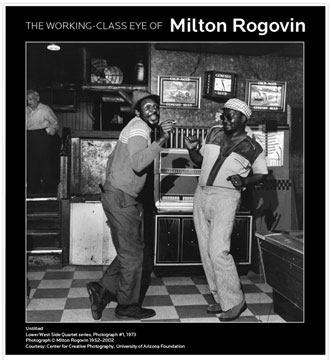 THE WORKING-CLASS EYE OF Milton Rogovin
Untitled
Lower West Side Quartet series, Photograph #1, 1973
Photograph © Milton Rogovin 1952–2002
Courtesy: Center for Creative Photography, University of Arizona Foundation